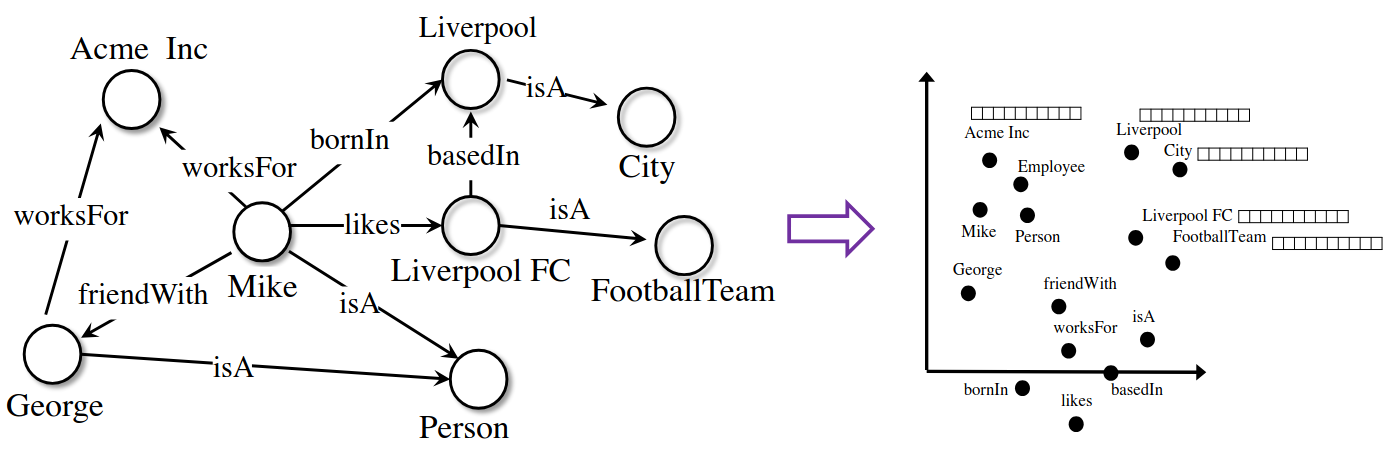 Liverpool
Acme Inc
isA
bornIn
worksFor
basedIn
City
worksFor
likes
isA
Mike
Liverpool FC
FootballTeam
friendWith
isA
isA
George
Person
Acme Inc
Liverpool
City
Employee
Mike
Person
Liverpool FC
FootballTeam
George
friendWith
isA
worksFor
bornIn
basedIn
likes